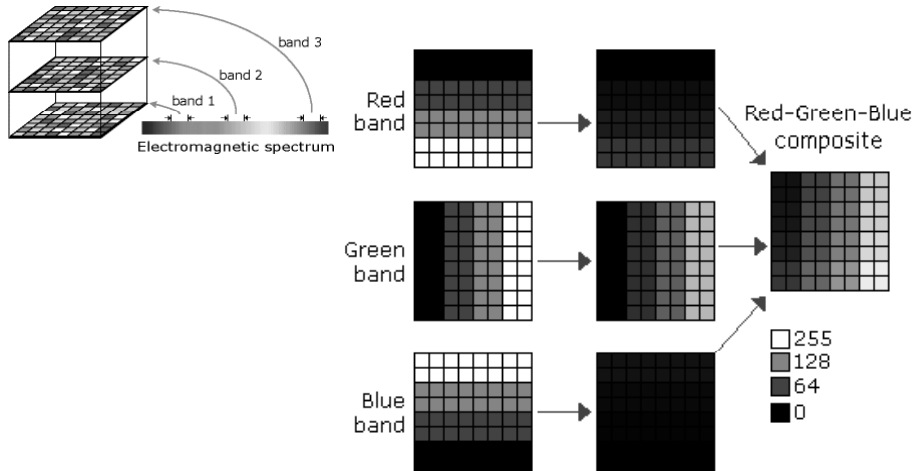 band 3
band 2
band 1
Electromagnetic spectrum
Red
band
Red-Green-Blue
composite
Green
band
Blue
band
255
128
64
0